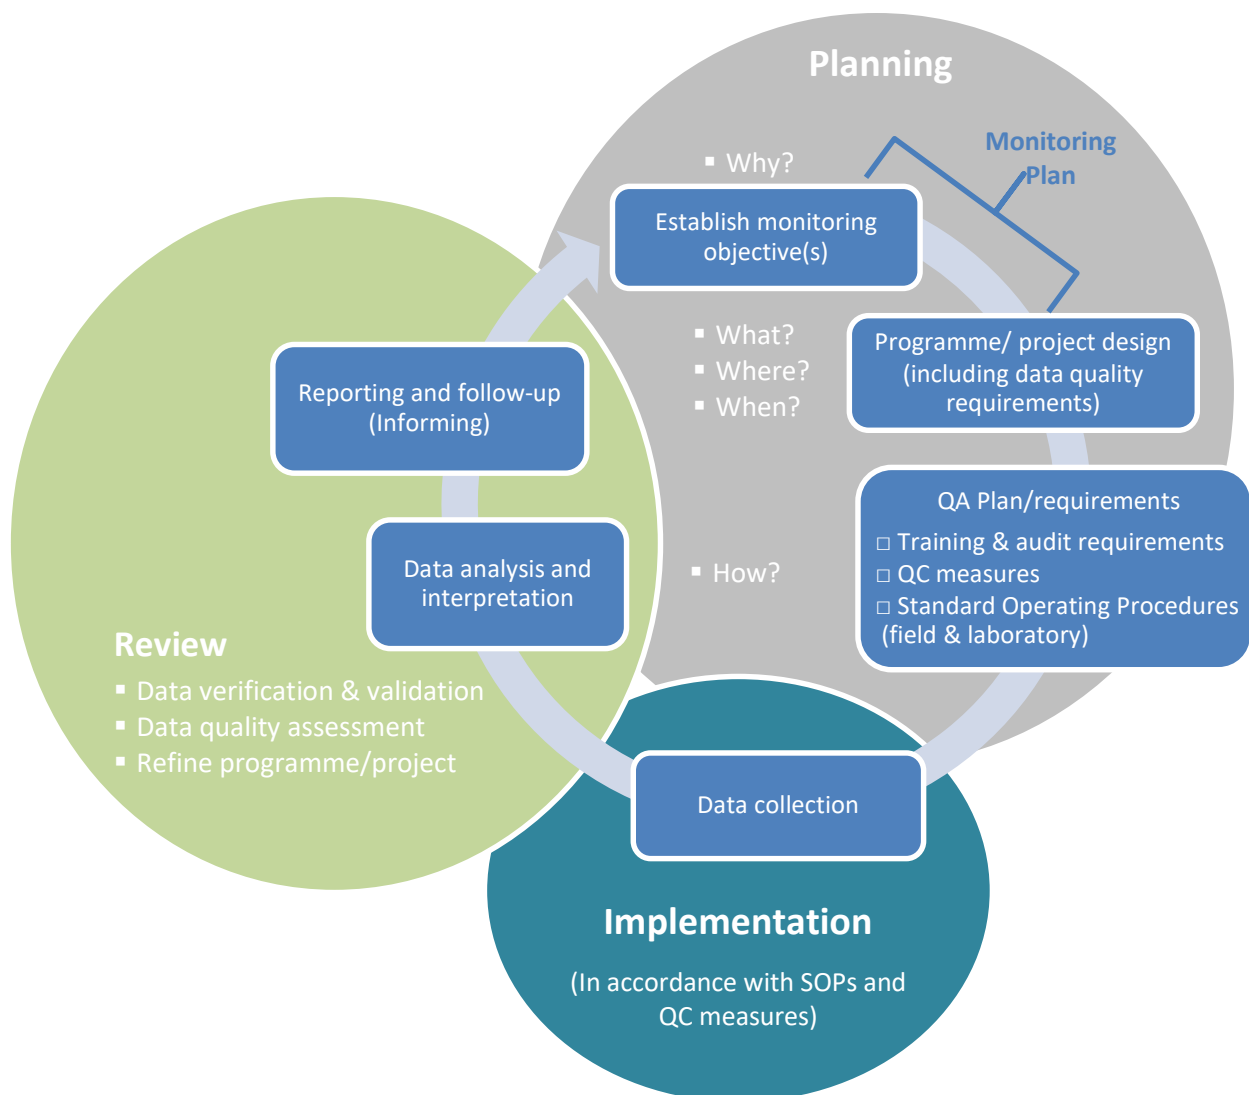 Planning
Monitoring
Plan
▪ Why?
Establish monitoring
objective(s)
▪ What?
▪ Where?
▪ When?
Programme/ project design
(including data quality
requirements)
▪ How?
QA Plan/requirements
□ Training & audit requirements
□ QC measures
□ Standard Operating Procedures
(field & laboratory)
Data collection
Implementation
(In accordance with SOPs and
QC measures)
Data analysis and
interpretation
Reporting and follow-up
(Informing)
Review
▪ Data verification & validation
▪ Data quality assessment
▪ Refine programme/project